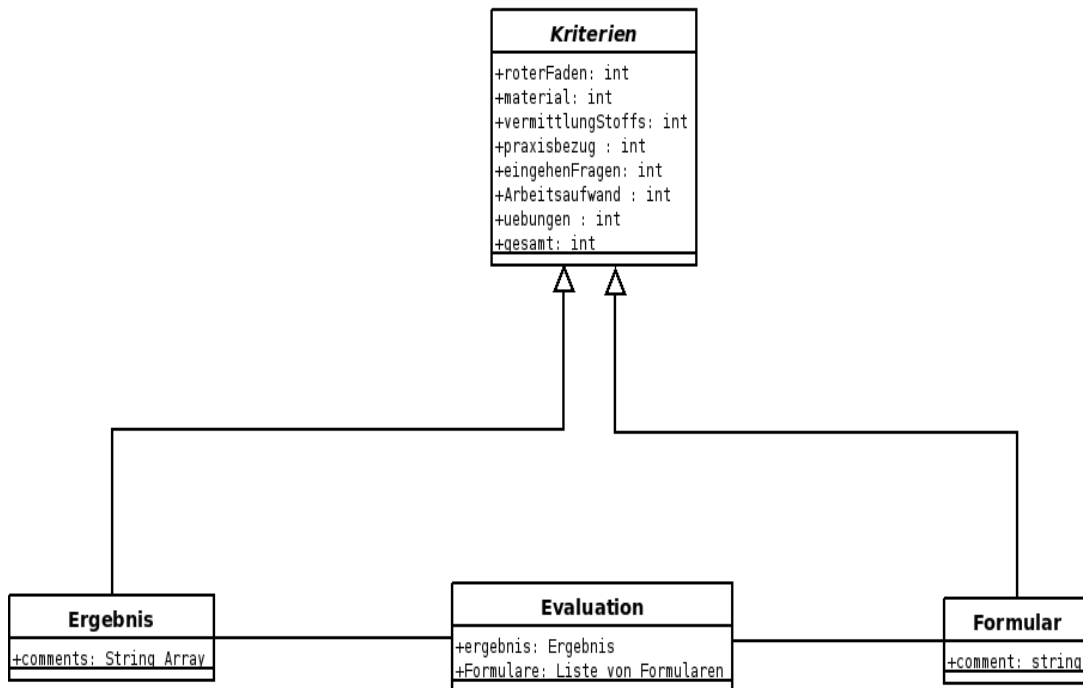 Kriterien
+roterFaden: int
+material: int
+vermittlungStoffs: int
+praxisbezug : int
+eingehenFragen: int
+Arbeitsaufwand : int
+uebungen : int
+gesamt: int
Ergebnis
+comments: String Array
Evaluation
+ergebnis: Ergebnis
+Formulare: Liste von Formularen
Formular
+comment: string